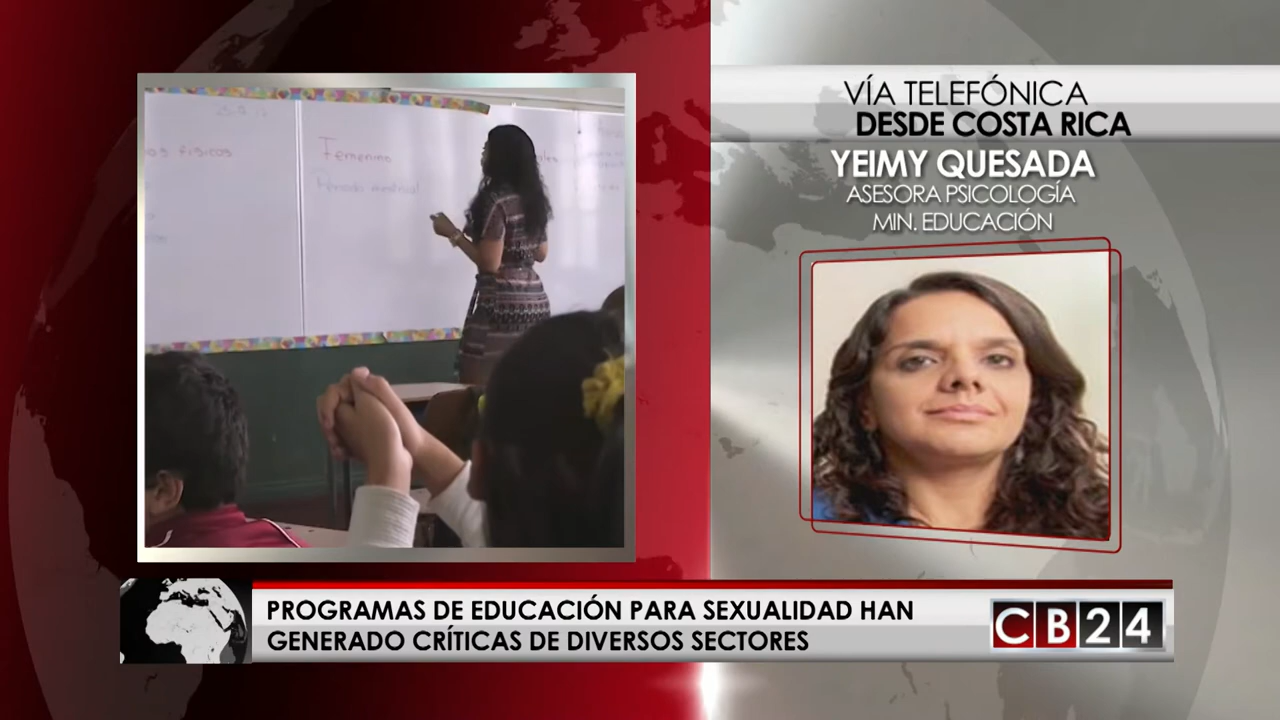 VÍA TELEFÓNICA
DESDE COSTA RICA
YEIMY QUESADA
ASESORA PSICOLOGÍA
MIN. EDUCACIÓN
físicos
Femenino
PROGRAMAS DE EDUCACIÓN PARA SEXUALIDAD HAN
GENERADO CRÍTICAS DE DIVERSOS SECTORES
CB24